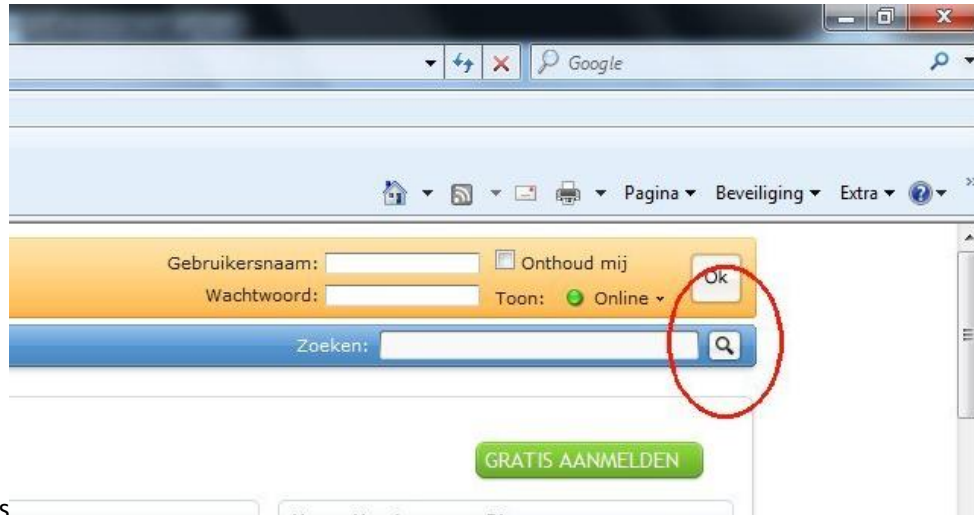 Google
Pagina Beveiliging Extra
Gebruikersnaam: Onthoud mij Ok
Wachtwoord: Toon: Online
Zoeken:
GRATIS AANMELDEN
s